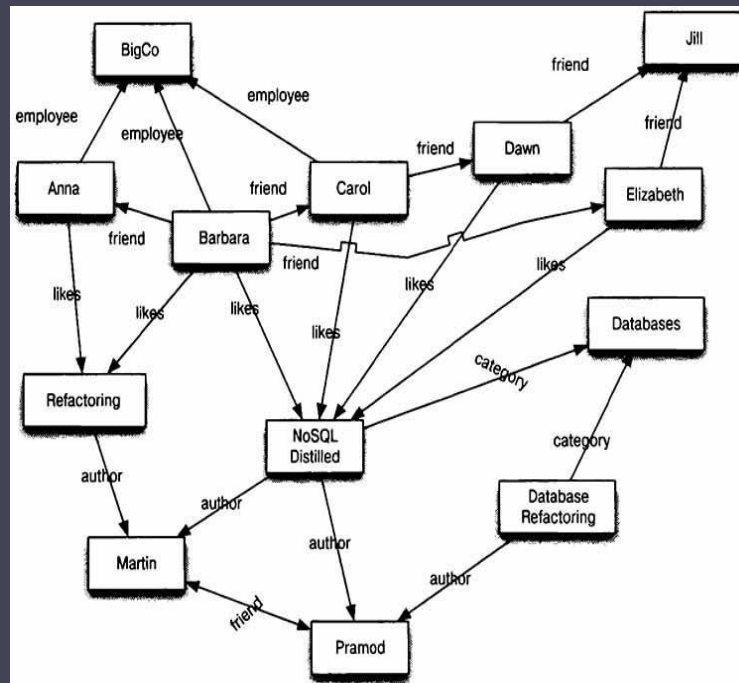 BigCo
Jill
friend
employee
employee
employee
friend
Dawn
friend
Anna
friend
Carol
Elizabeth
friend
Barbara
friend
likes
likes
likes
likes
likes
likes
Databases
category
Refactoring
NoSQL
Distilled
category
author
author
Database
Refactoring
author
Martin
author
friend
Pramod